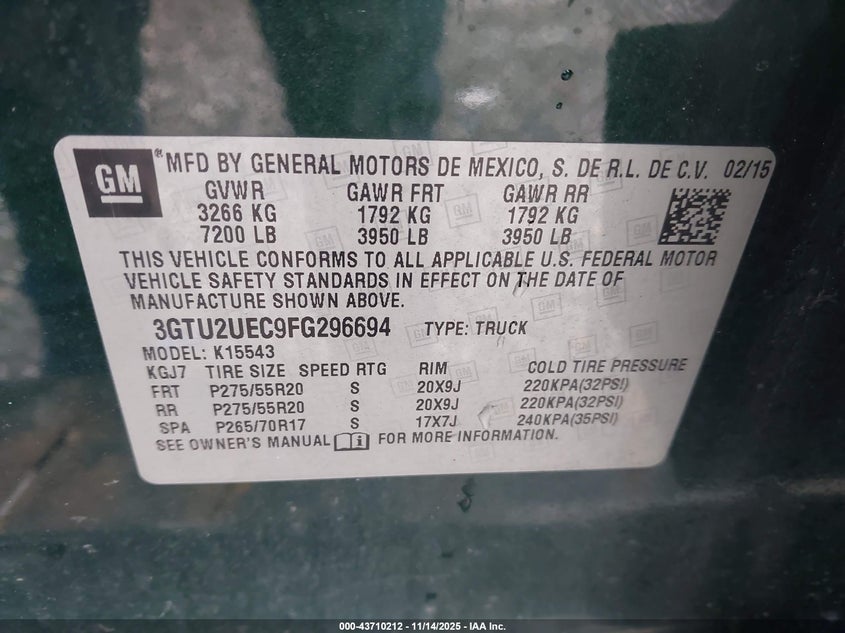 GM ® MFD BY GENERAL MOTORS DE MEXICO, S. DE R.L. DE C.V. 02/15
GVWR GAWR FRT GAWR RR
3266 KG 1792 KG 1792 KG
7200 LB 3950 LB 3950 LB
THIS VEHICLE CONFORMS TO ALL APPLICABLE U.S. FEDERAL MOTOR
VEHICLE SAFETY STANDARDS IN EFFECT ON THE DATE OF
MANUFACTURE SHOWN ABOVE.
3GTU2UEC9FG296694 TYPE: TRUCK
MODEL: K15543
KGJ7 TIRE SIZE SPEED RTG RIM COLD TIRE PRESSURE
FRT P275/55R20 S 20X9J 220KPA(32PSI)
RR P275/55R20 S 20X9J 220KPA(32PSI)
SPA P265/70R17 S 17X7J 240KPA(35PSI)
SEE OWNER'S MANUAL i FOR MORE INFORMATION.
000-43710212 - 11/14/2025 - IAA Inc.